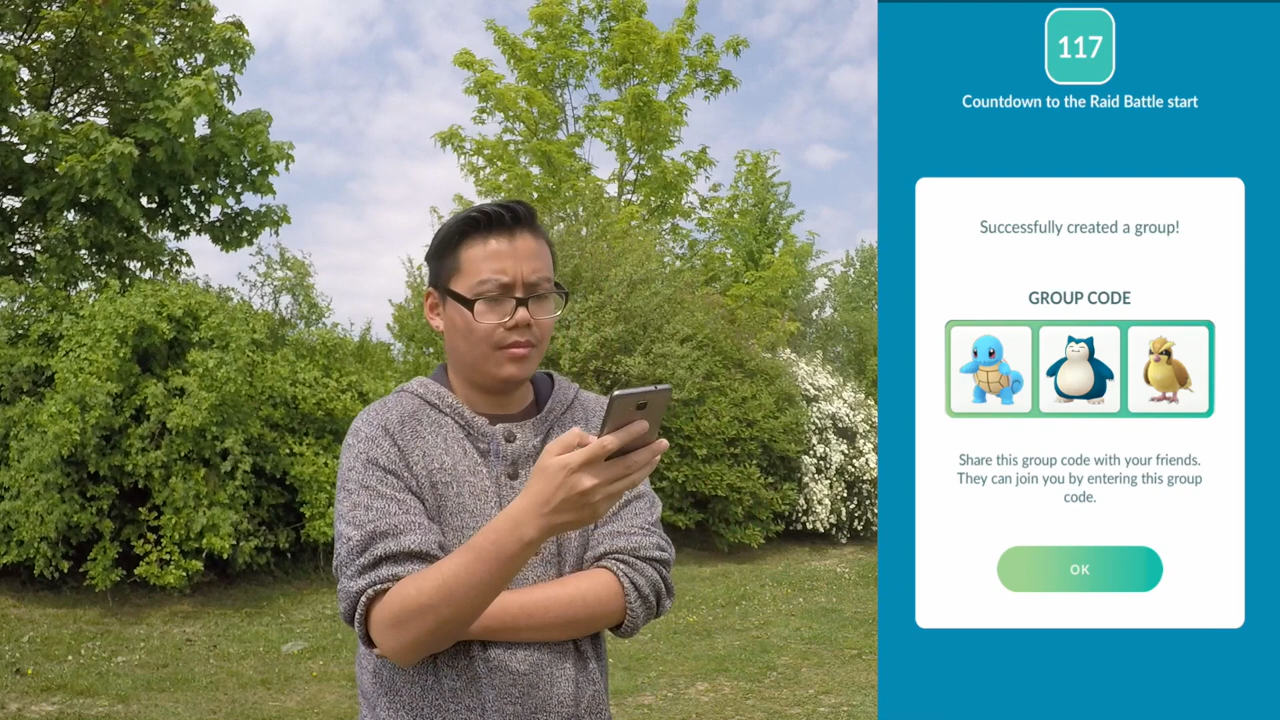 117
Countdown to the Raid Battle start
Successfully created a group!
GROUP CODE
Share this group code with your friends.
They can join you by entering this group
code.
OK